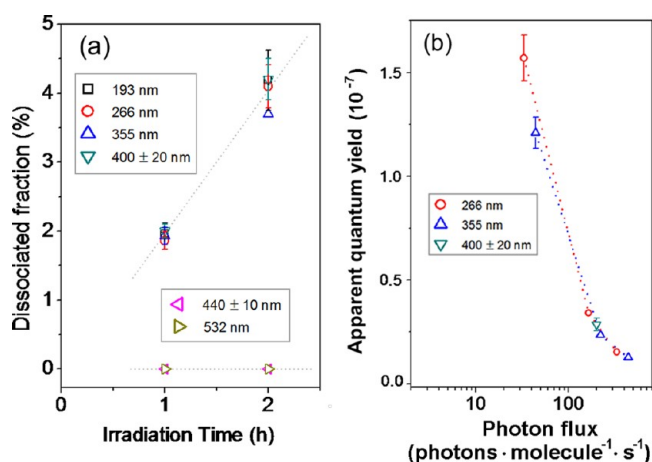 (a)
Dissociated fraction (%)
5
4
3
2
1
0
193 nm
266 nm
355 nm
400 ± 20 nm
440 ± 10 nm
532 nm
0
1
2
Irradiation Time (h)
(b)
Apparent quantum yield (10⁻⁷)
1.5
1.0
0.5
0.0
266 nm
355 nm
400 ± 20 nm
10
100
Photon flux
(photons · molecule⁻¹· s⁻¹)